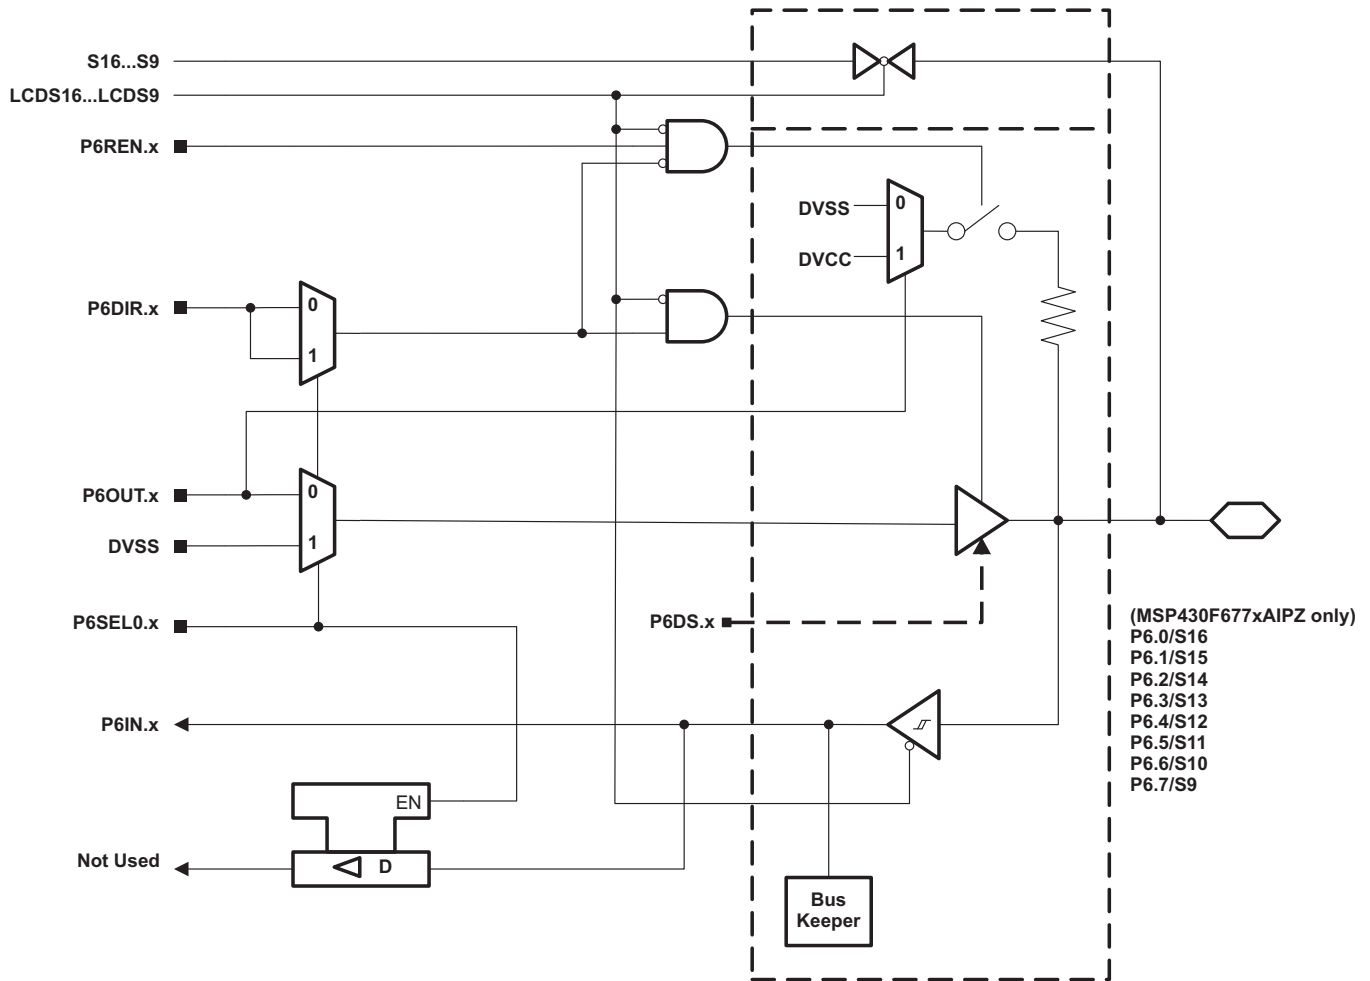 S16...S9
LCDS16...LCDS9
P6REN.x
DVSS
0
DVCC
1
P6DIR.x
0
1
P6OUT.x
0
DVSS
1
P6SEL0.x
P6DS.x
(MSP430F677xAIPZ only)
P6.0/S16
P6.1/S15
P6.2/S14
P6.3/S13
P6.4/S12
P6.5/S11
P6.6/S10
P6.7/S9
P6IN.x
EN
Not Used
D
Bus
Keeper